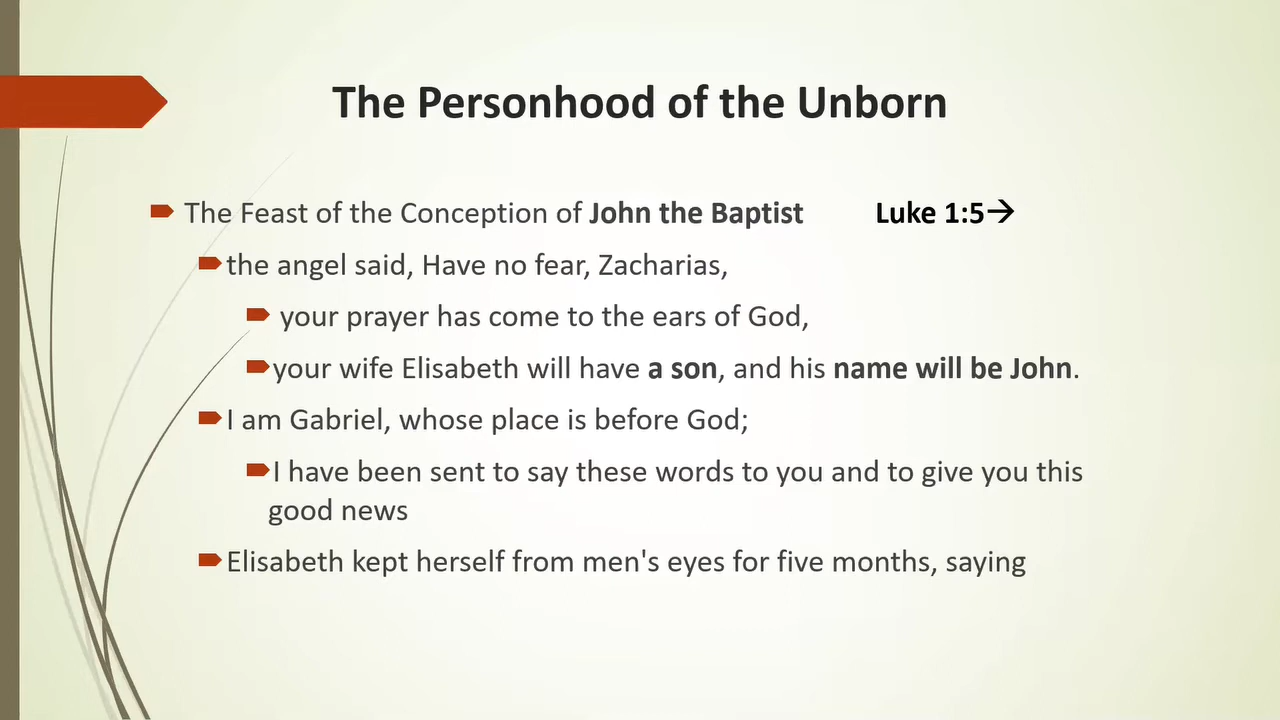 The Personhood of the Unborn
The Feast of the Conception of John the Baptist Luke 1:5→
the angel said, Have no fear, Zacharias,
your prayer has come to the ears of God,
your wife Elisabeth will have a son, and his name will be John.
I am Gabriel, whose place is before God;
I have been sent to say these words to you and to give you this
good news
Elisabeth kept herself from men's eyes for five months, saying